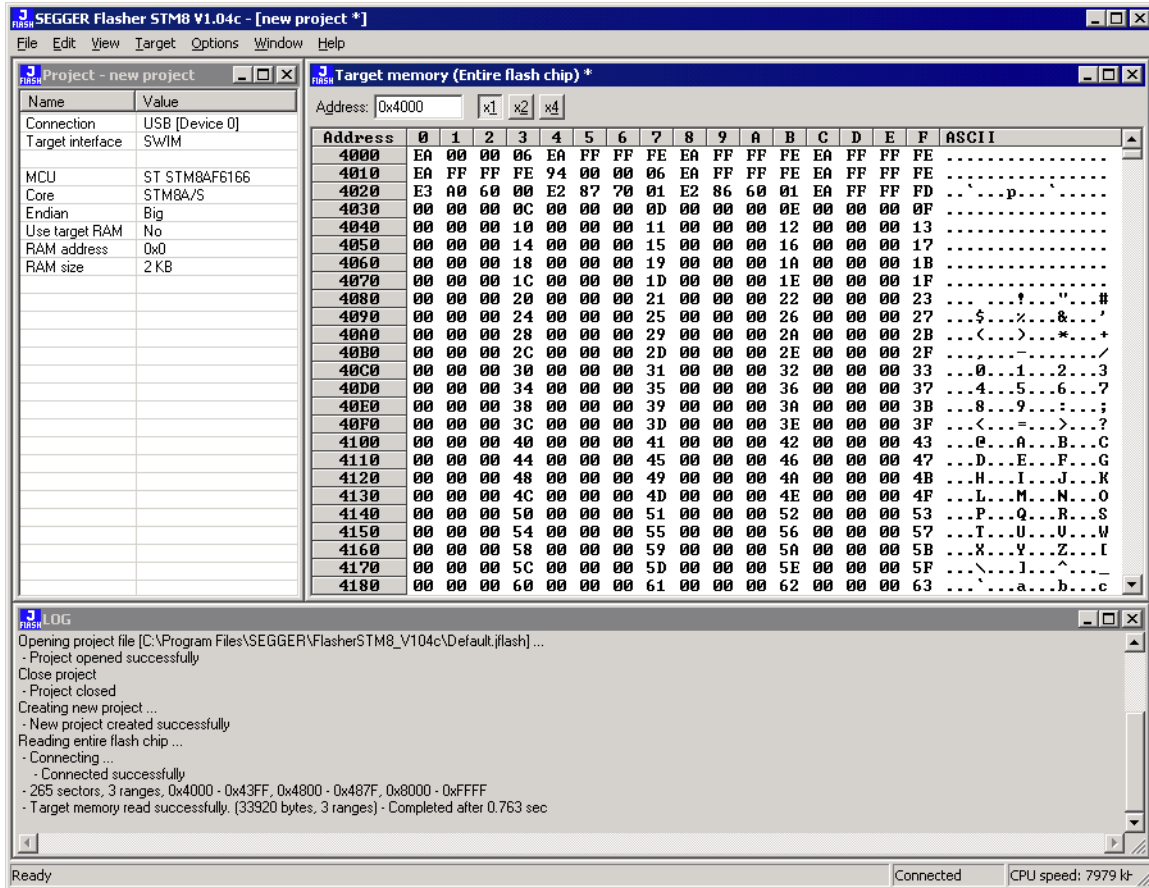 SEGGER Flasher STM8 V1.04c - [new project *]
File Edit View Target Options Window Help
Project - new project
Name Value
Connection USB [Device 0]
Target interface SWIM
MCU ST STM8AF6166
Core STM8A/S
Endian Big
Use target RAM No
RAM address 0x0
RAM size 2 KB
Target memory (Entire flash chip) *
Address: 0x4000 x1 x2 x4
Address 0 1 2 3 4 5 6 7 8 9 A B C D E F ASCII
4000 EA 00 00 06 EA FF FF FE EA FF FF FE EA FF FF FE ................
4010 EA FF FF FE 94 00 00 06 EA FF FF FE EA FF FF FE ................
4020 E3 A0 60 00 E2 87 70 01 E2 86 60 01 EA FF FF FD ..`...p...`.....
4030 00 00 00 0C 00 00 00 0D 00 00 00 0E 00 00 00 0F ................
4040 00 00 00 10 00 00 00 11 00 00 00 12 00 00 00 13 ................
4050 00 00 00 14 00 00 00 15 00 00 00 16 00 00 00 17 ................
4060 00 00 00 18 00 00 00 19 00 00 00 1A 00 00 00 1B ................
4070 00 00 00 1C 00 00 00 1D 00 00 00 1E 00 00 00 1F ................
4080 00 00 00 20 00 00 00 21 00 00 00 22 00 00 00 23 ... ...!..."...#
4090 00 00 00 24 00 00 00 25 00 00 00 26 00 00 00 27 ...$...%...&...'
40A0 00 00 00 28 00 00 00 29 00 00 00 2A 00 00 00 2B ...(...)...*...+
40B0 00 00 00 2C 00 00 00 2D 00 00 00 2E 00 00 00 2F ...,...-......./
40C0 00 00 00 30 00 00 00 31 00 00 00 32 00 00 00 33 ...0...1...2...3
40D0 00 00 00 34 00 00 00 35 00 00 00 36 00 00 00 37 ...4...5...6...7
40E0 00 00 00 38 00 00 00 39 00 00 00 3A 00 00 00 3B ...8...9...:...;
40F0 00 00 00 3C 00 00 00 3D 00 00 00 3E 00 00 00 3F ...<...=...>...?
4100 00 00 00 40 00 00 00 41 00 00 00 42 00 00 00 43 ...@...A...B...C
4110 00 00 00 44 00 00 00 45 00 00 00 46 00 00 00 47 ...D...E...F...G
4120 00 00 00 48 00 00 00 49 00 00 00 4A 00 00 00 4B ...H...I...J...K
4130 00 00 00 4C 00 00 00 4D 00 00 00 4E 00 00 00 4F ...L...M...N...O
4140 00 00 00 50 00 00 00 51 00 00 00 52 00 00 00 53 ...P...Q...R...S
4150 00 00 00 54 00 00 00 55 00 00 00 56 00 00 00 57 ...T...U...V...W
4160 00 00 00 58 00 00 00 59 00 00 00 5A 00 00 00 5B ...X...Y...Z...[
4170 00 00 00 5C 00 00 00 5D 00 00 00 5E 00 00 00 5F ...\...]...^..._
4180 00 00 00 60 00 00 00 61 00 00 00 62 00 00 00 63 ...`...a...b...c
LOG
Opening project file [C:\Program Files\SEGGER\FlasherSTM8_V104c\Default.jflash] ...
- Project opened successfully
Close project
- Project closed
Creating new project ...
- New project created successfully
Reading entire flash chip ...
- Connecting ...
- Connected successfully
- 265 sectors, 3 ranges, 0x4000 - 0x43FF, 0x4800 - 0x487F, 0x8000 - 0xFFFF
- Target memory read successfully. (33920 bytes, 3 ranges) - Completed after 0.763 sec
Ready Connected CPU speed: 7979 kH